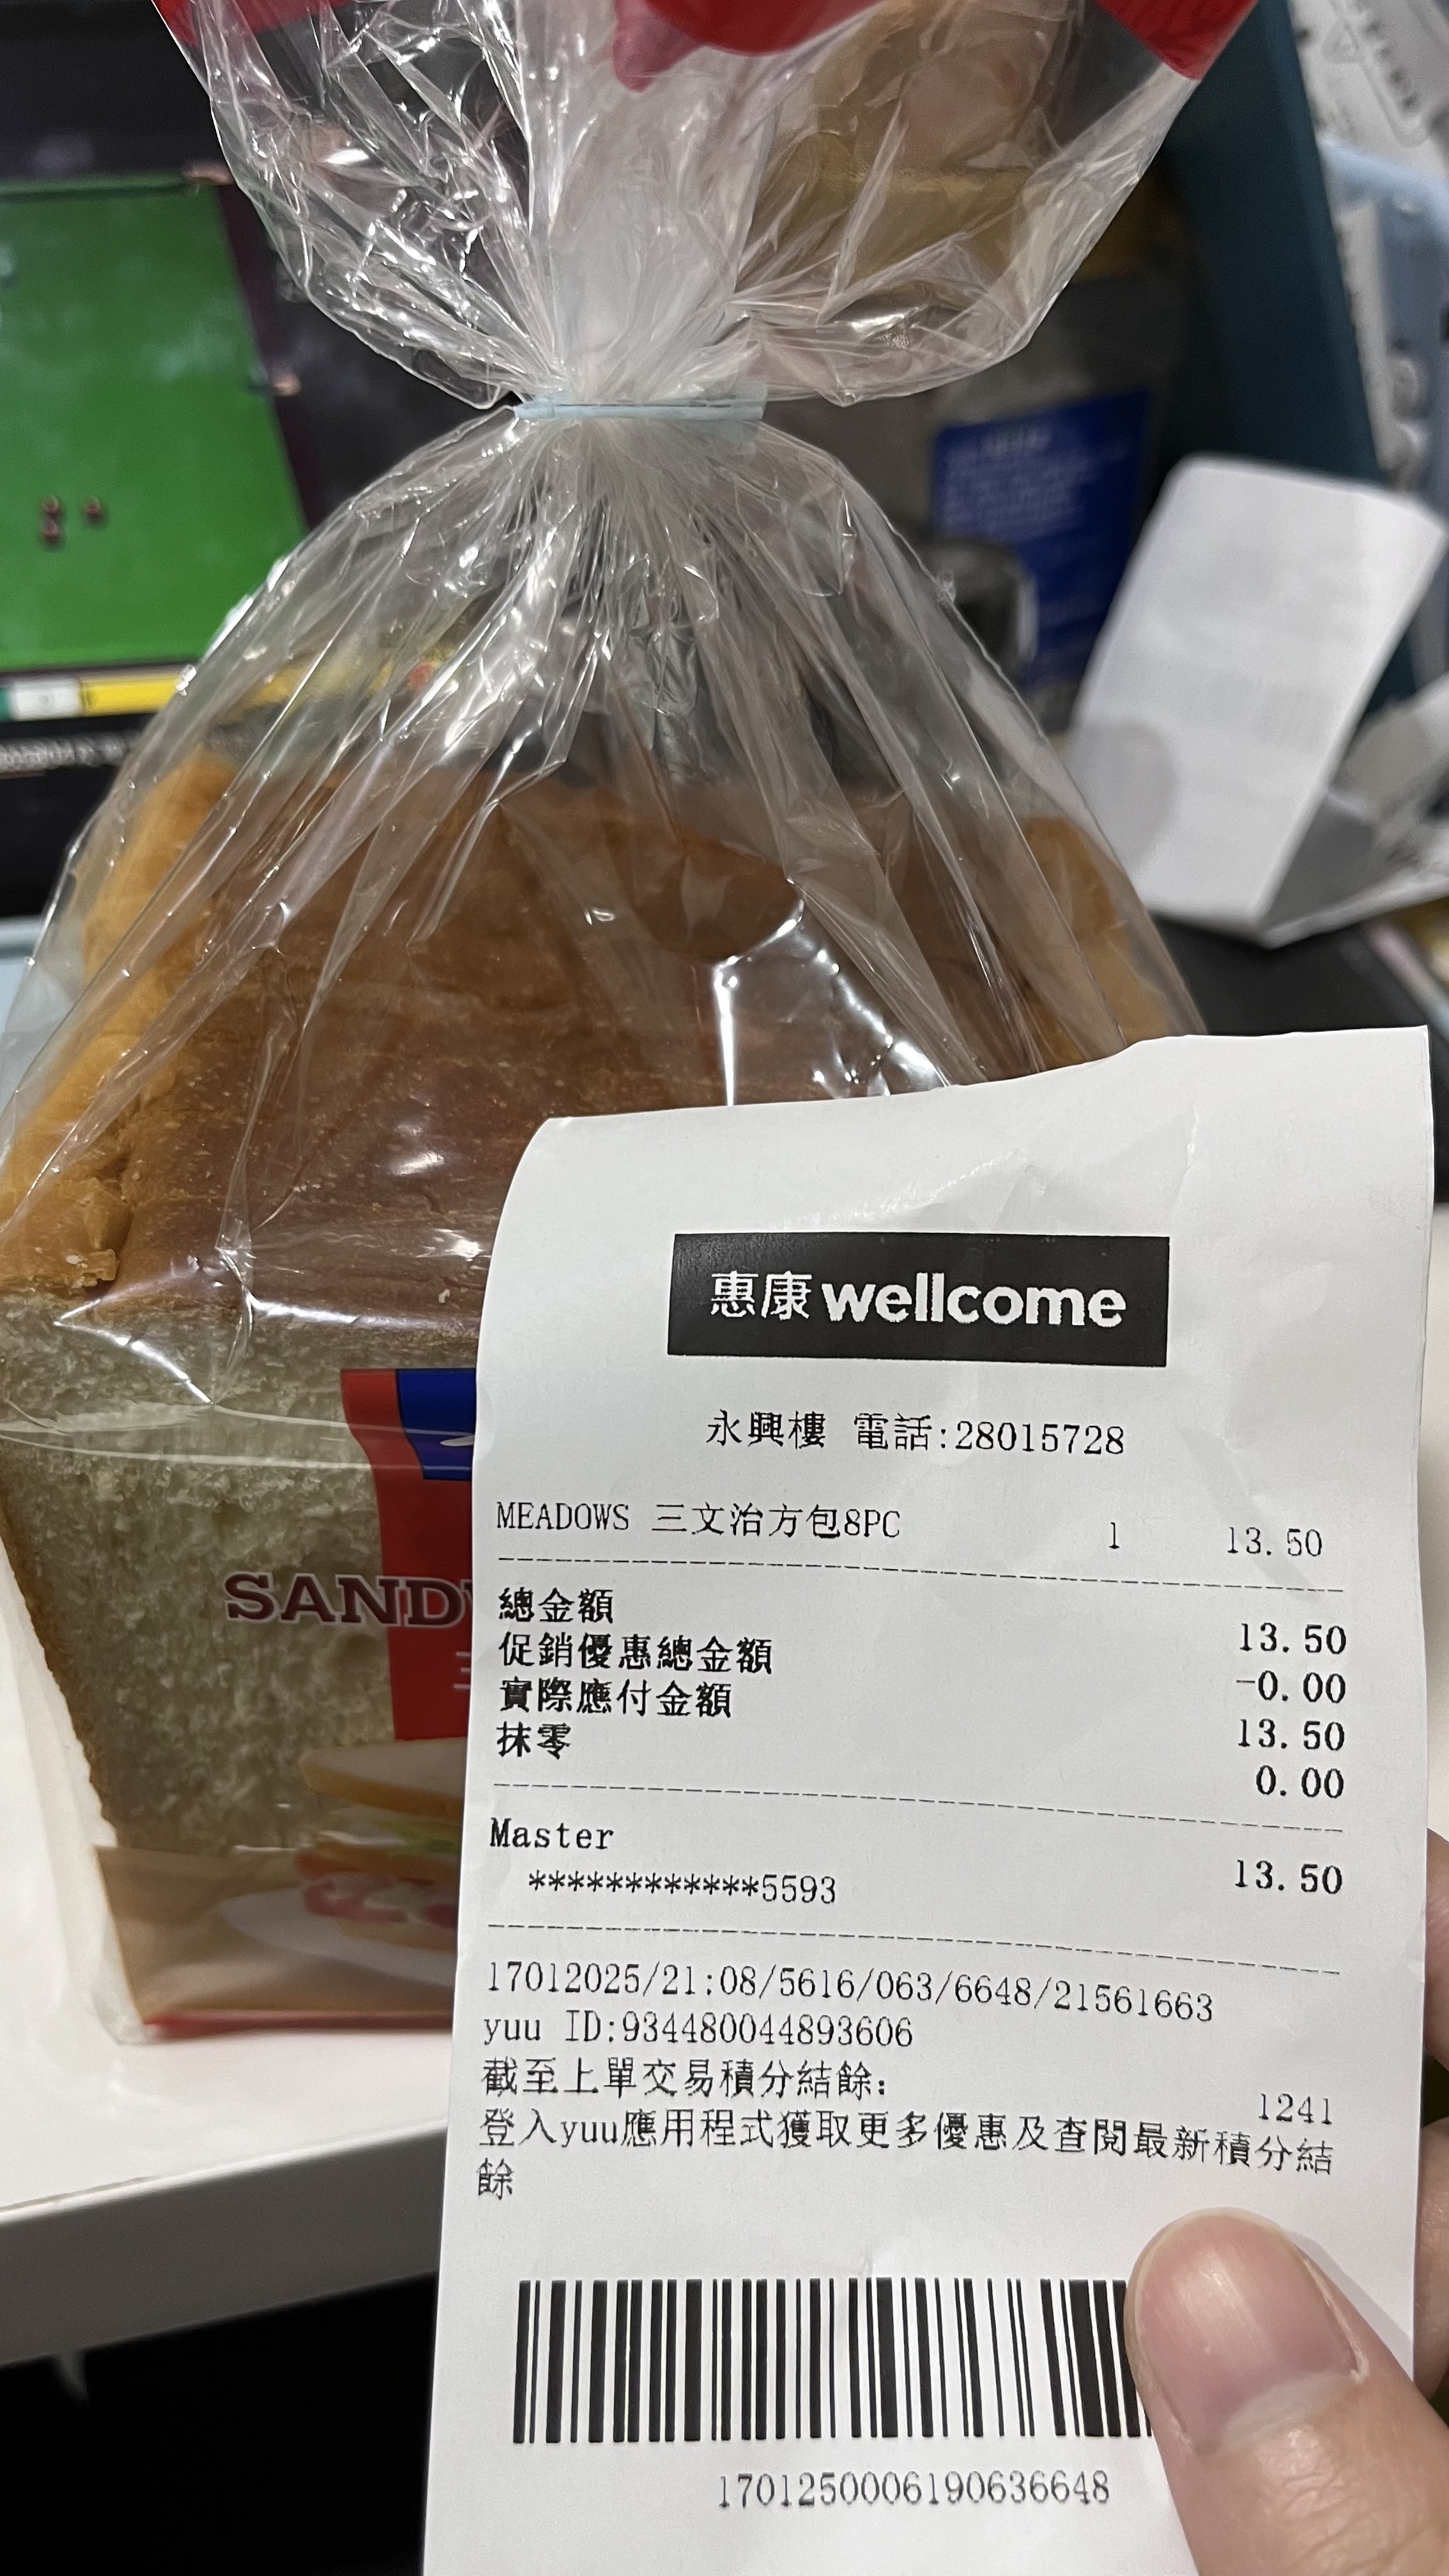 惠康 wellcome
永興樓 電話:28015728
MEADOWS 三文治方包8PC 1 13.50
總金額 13.50
促銷優惠總金額 -0.00
實際應付金額 13.50
抹零 0.00
Master 13.50
************5593
17012025/21:08/5616/063/6648/21561663
yuu ID:934480044893606
截至上單交易積分結餘: 1241
登入yuu應用程式獲取更多優惠及查閱最新積分結
餘
1701250006190636648
SAND